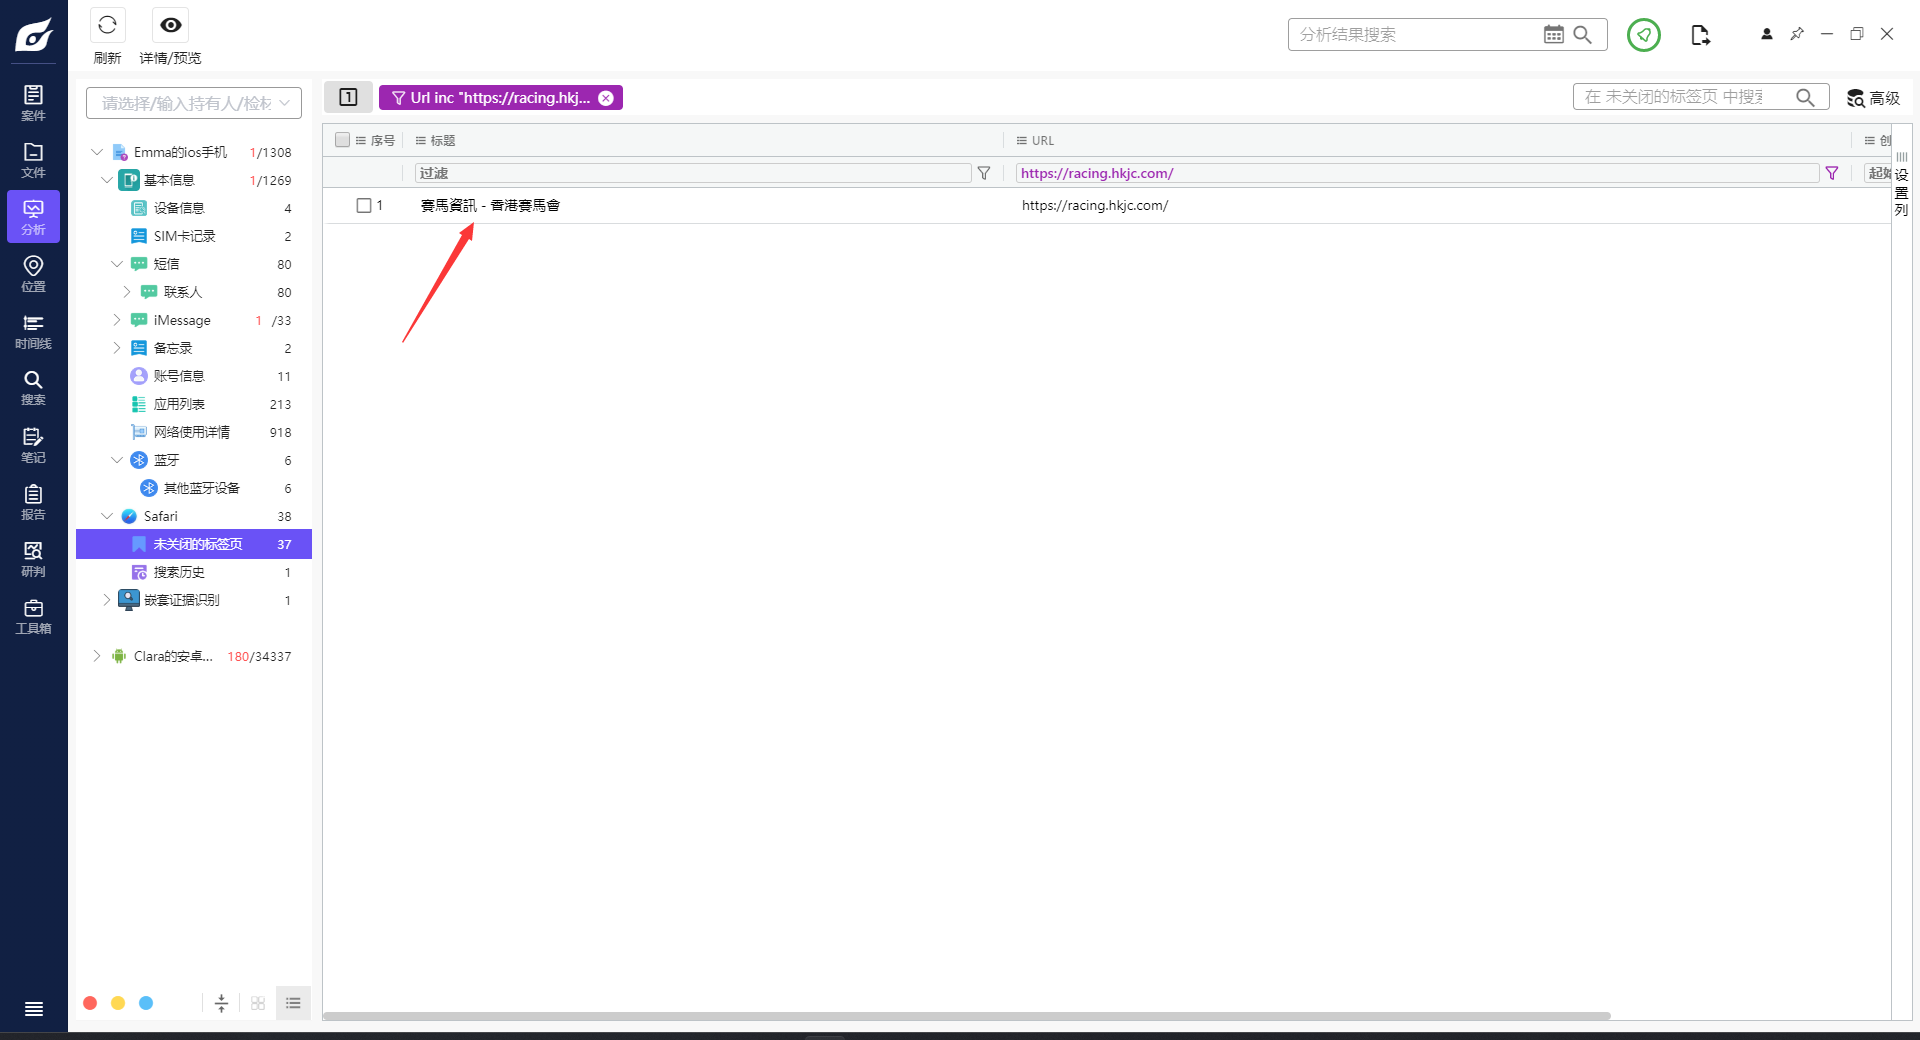 刷新
详情/预览
分析结果搜索
案件
文件
分析
位置
时间线
搜索
笔记
报告
研判
工具箱
请选择/输入持有人/检材
Emma的ios手机 1/1308
基本信息 1/1269
设备信息 4
SIM卡记录 2
短信 80
联系人 80
iMessage 1 /33
备忘录 2
账号信息 11
应用列表 213
网络使用详情 918
蓝牙 6
其他蓝牙设备 6
Safari 38
未关闭的标签页 37
搜索历史 1
嵌套证据识别 1
Clara的安卓... 180/34337
1 Url inc "https://racing.hkj...
在 未关闭的标签页 中搜索 高级
序号 标题 URL 创
过滤 https://racing.hkjc.com/ 起始
1 賽馬資訊 - 香港賽馬會 https://racing.hkjc.com/
设置列